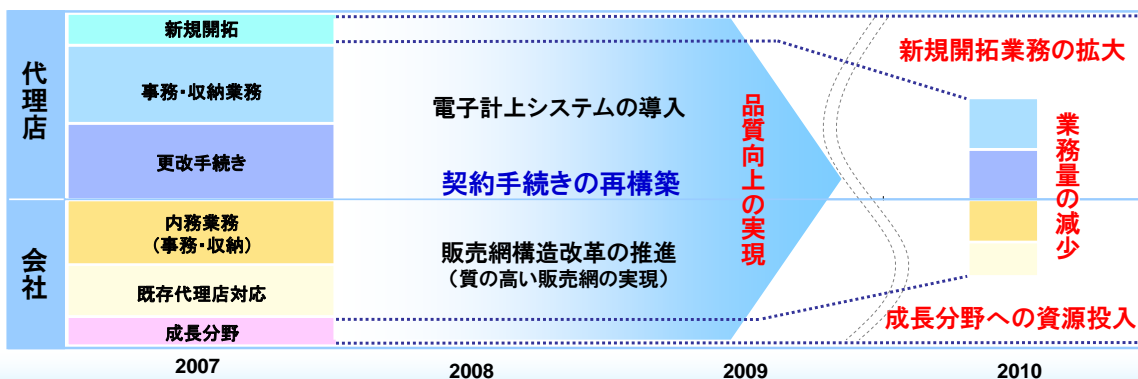 代理店
新規開拓
事務・収納業務
更改手続き
会社
内務業務
(事務・収納)
既存代理店対応
成長分野
電子計上システムの導入
契約手続きの再構築
販売網構造改革の推進
(質の高い販売網の実現)
品質向上の実現
新規開拓業務の拡大
業務量の減少
成長分野への資源投入
2007
2008
2009
2010